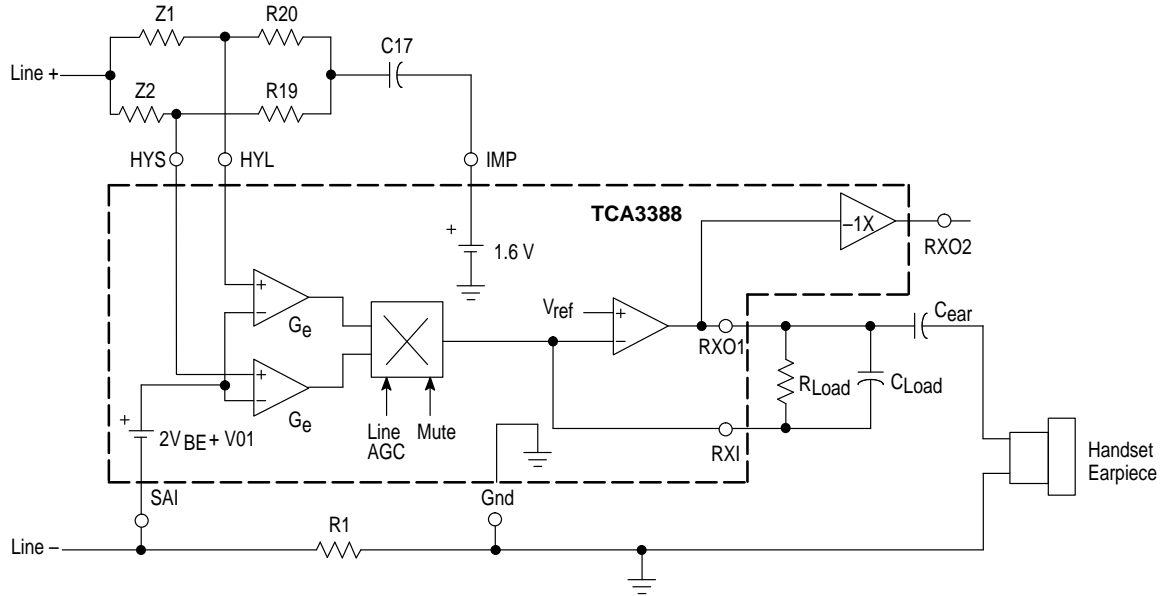 Z1
R20
C17
Line +
Z2
R19
HYS
HYL
IMP
TCA3388
–1X
RXO2
+
1.6 V
+
–
Ge
Vref
+
–
RXO1
Cear
+
–
Ge
RLoad
CLoad
+
2VBE + V01
Line
AGC
Mute
RXI
Handset
Earpiece
SAI
Gnd
R1
Line –